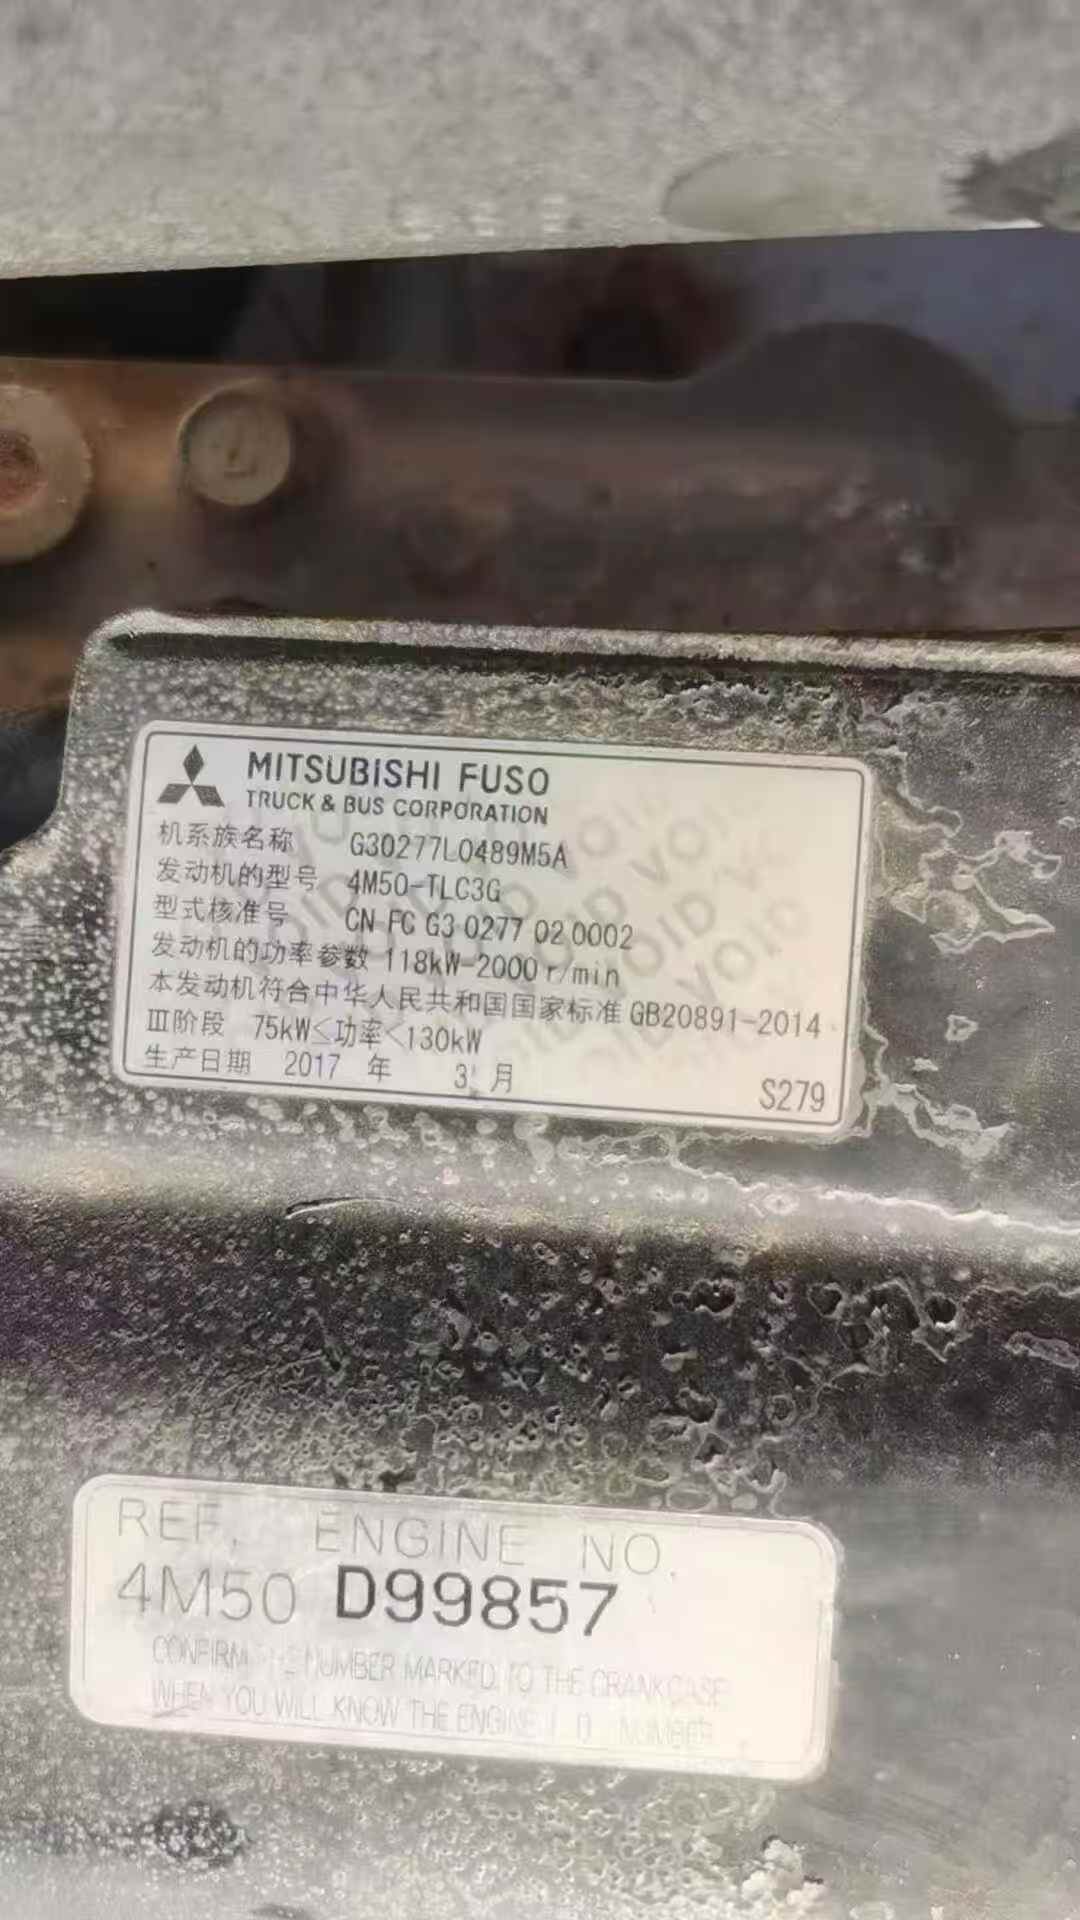 MITSUBISHI FUSO
TRUCK & BUS CORPORATION
机系族名称 G30277L0489M5A
发动机的型号 4M50-TLC3G
型式核准号 CN FC G3 0277 02 0002
发动机的功率参数 118kW-2000r/min
本发动机符合中华人民共和国国家标准 GB20891-2014
Ⅲ阶段 75kW≤功率<130kW
生产日期 2017 年 3 月
S279
REF. ENGINE NO.
4M50 D99857
CONFIRM THE NUMBER MARKED TO THE CRANKCASE
WHEN YOU WILL KNOW THE ENGINE I.D. NUMBER